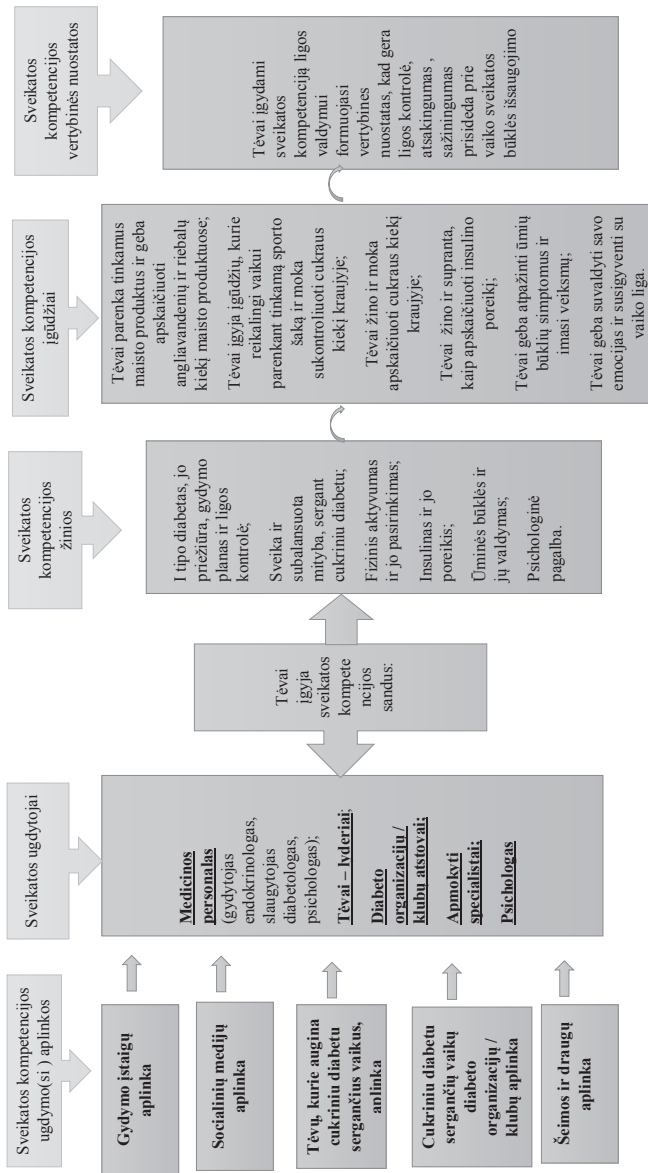 Sveikatos kompetencijos
ugdymo(si ) aplinkos
Gydymo įstaigų
aplinka
Socialinių medijų
aplinka
Tėvų, kurie augina
cukriniu diabetu
sergančius vaikus,
aplinka
Cukriniu diabetu
sergančių vaikų
diabeto
organizacijų /
klubų aplinka
Šeimos ir draugų
aplinka
Sveikatos ugdytojai
Medicinos
personalas
(gydytojas
endokrinologas,
slaugytojas
diabetologas,
psichologas);
Tėvai – lyderiai;
Diabeto
organizacijų /
klubų atstovai;
Apmokyti
specialistai;
Psichologas
Tėvai
įgyja
sveikatos
kompete
ncijos
sandus:
Sveikatos
kompetencijos
žinios
I tipo diabetas, jo
priežiūra, gydymo
planas ir ligos
kontrolė;
Sveika ir
subalansuota
mityba, sergant
cukriniu diabetu;
Fizinis aktyvumas
ir jo pasirinkimas;
Insulinas ir jo
poreikis;
Ūminės būklės ir
jų valdymas;
Psichologinė
pagalba.
Sveikatos kompetencijos
įgūdžiai
Tėvai parenka tinkamus
maisto produktus ir geba
apskaičiuoti
angliavandenių ir riebalų
kiekį maisto produktuose;
Tėvai įgyja įgūdžių, kurie
reikalingi vaikui
parenkant tinkamą sporto
šaką ir moka
sukontroliuoti cukraus
kiekį kraujyje;
Tėvai žino ir moka
apskaičiuoti cukraus kiekį
kraujyje;
Tėvai žino ir supranta,
kaip apskaičiuoti insulino
poreikį;
Tėvai geba atpažinti ūmių
būklių simptomus ir
imasi veiksmų;
Tėvai geba suvaldyti savo
emocijas ir susigyventi su
vaiko liga.
Sveikatos
kompetencijos
vertybinės nuostatos
Tėvai įgydami
sveikatos
kompetenciją ligos
valdymui
formuojasi
vertybines
nuostatas, kad gera
ligos kontrolė,
atsakingumas ,
sažiningumas
prisideda prie
vaiko sveikatos
būklės išsaugojimo